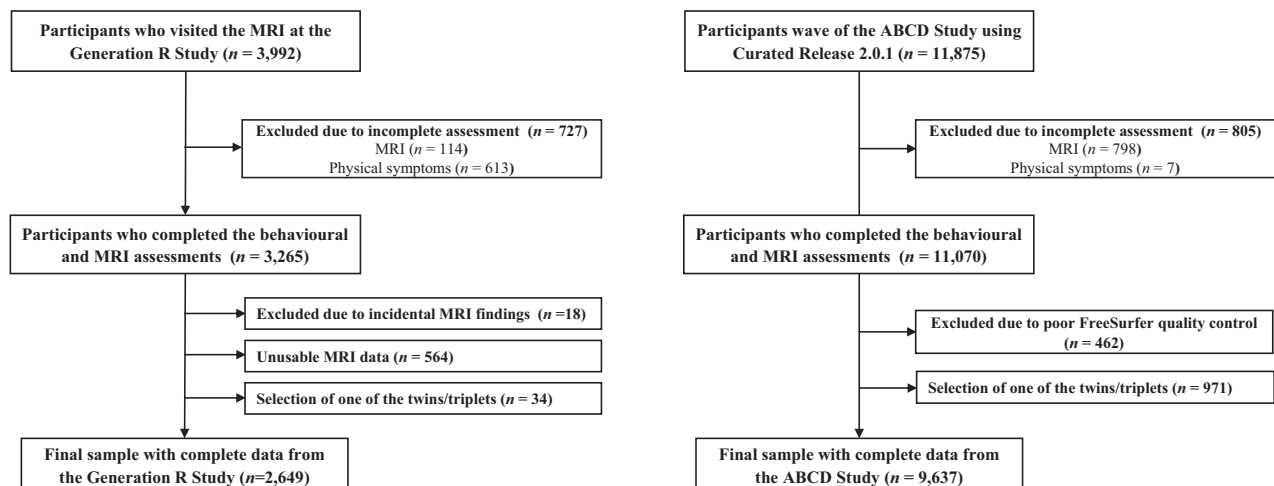 Participants who visited the MRI at the
Generation R Study (n = 3,992)
Excluded due to incomplete assessment (n = 727)
MRI (n = 114)
Physical symptoms (n = 613)
Participants who completed the behavioural
and MRI assessments (n = 3,265)
Excluded due to incidental MRI findings (n =18)
Unusable MRI data (n = 564)
Selection of one of the twins/triplets (n = 34)
Final sample with complete data from
the Generation R Study (n=2,649)
Participants wave of the ABCD Study using
Curated Release 2.0.1 (n = 11,875)
Excluded due to incomplete assessment (n = 805)
MRI (n = 798)
Physical symptoms (n = 7)
Participants who completed the behavioural
and MRI assessments (n = 11,070)
Excluded due to poor FreeSurfer quality control
(n = 462)
Selection of one of the twins/triplets (n = 971)
Final sample with complete data from
the ABCD Study (n = 9,637)